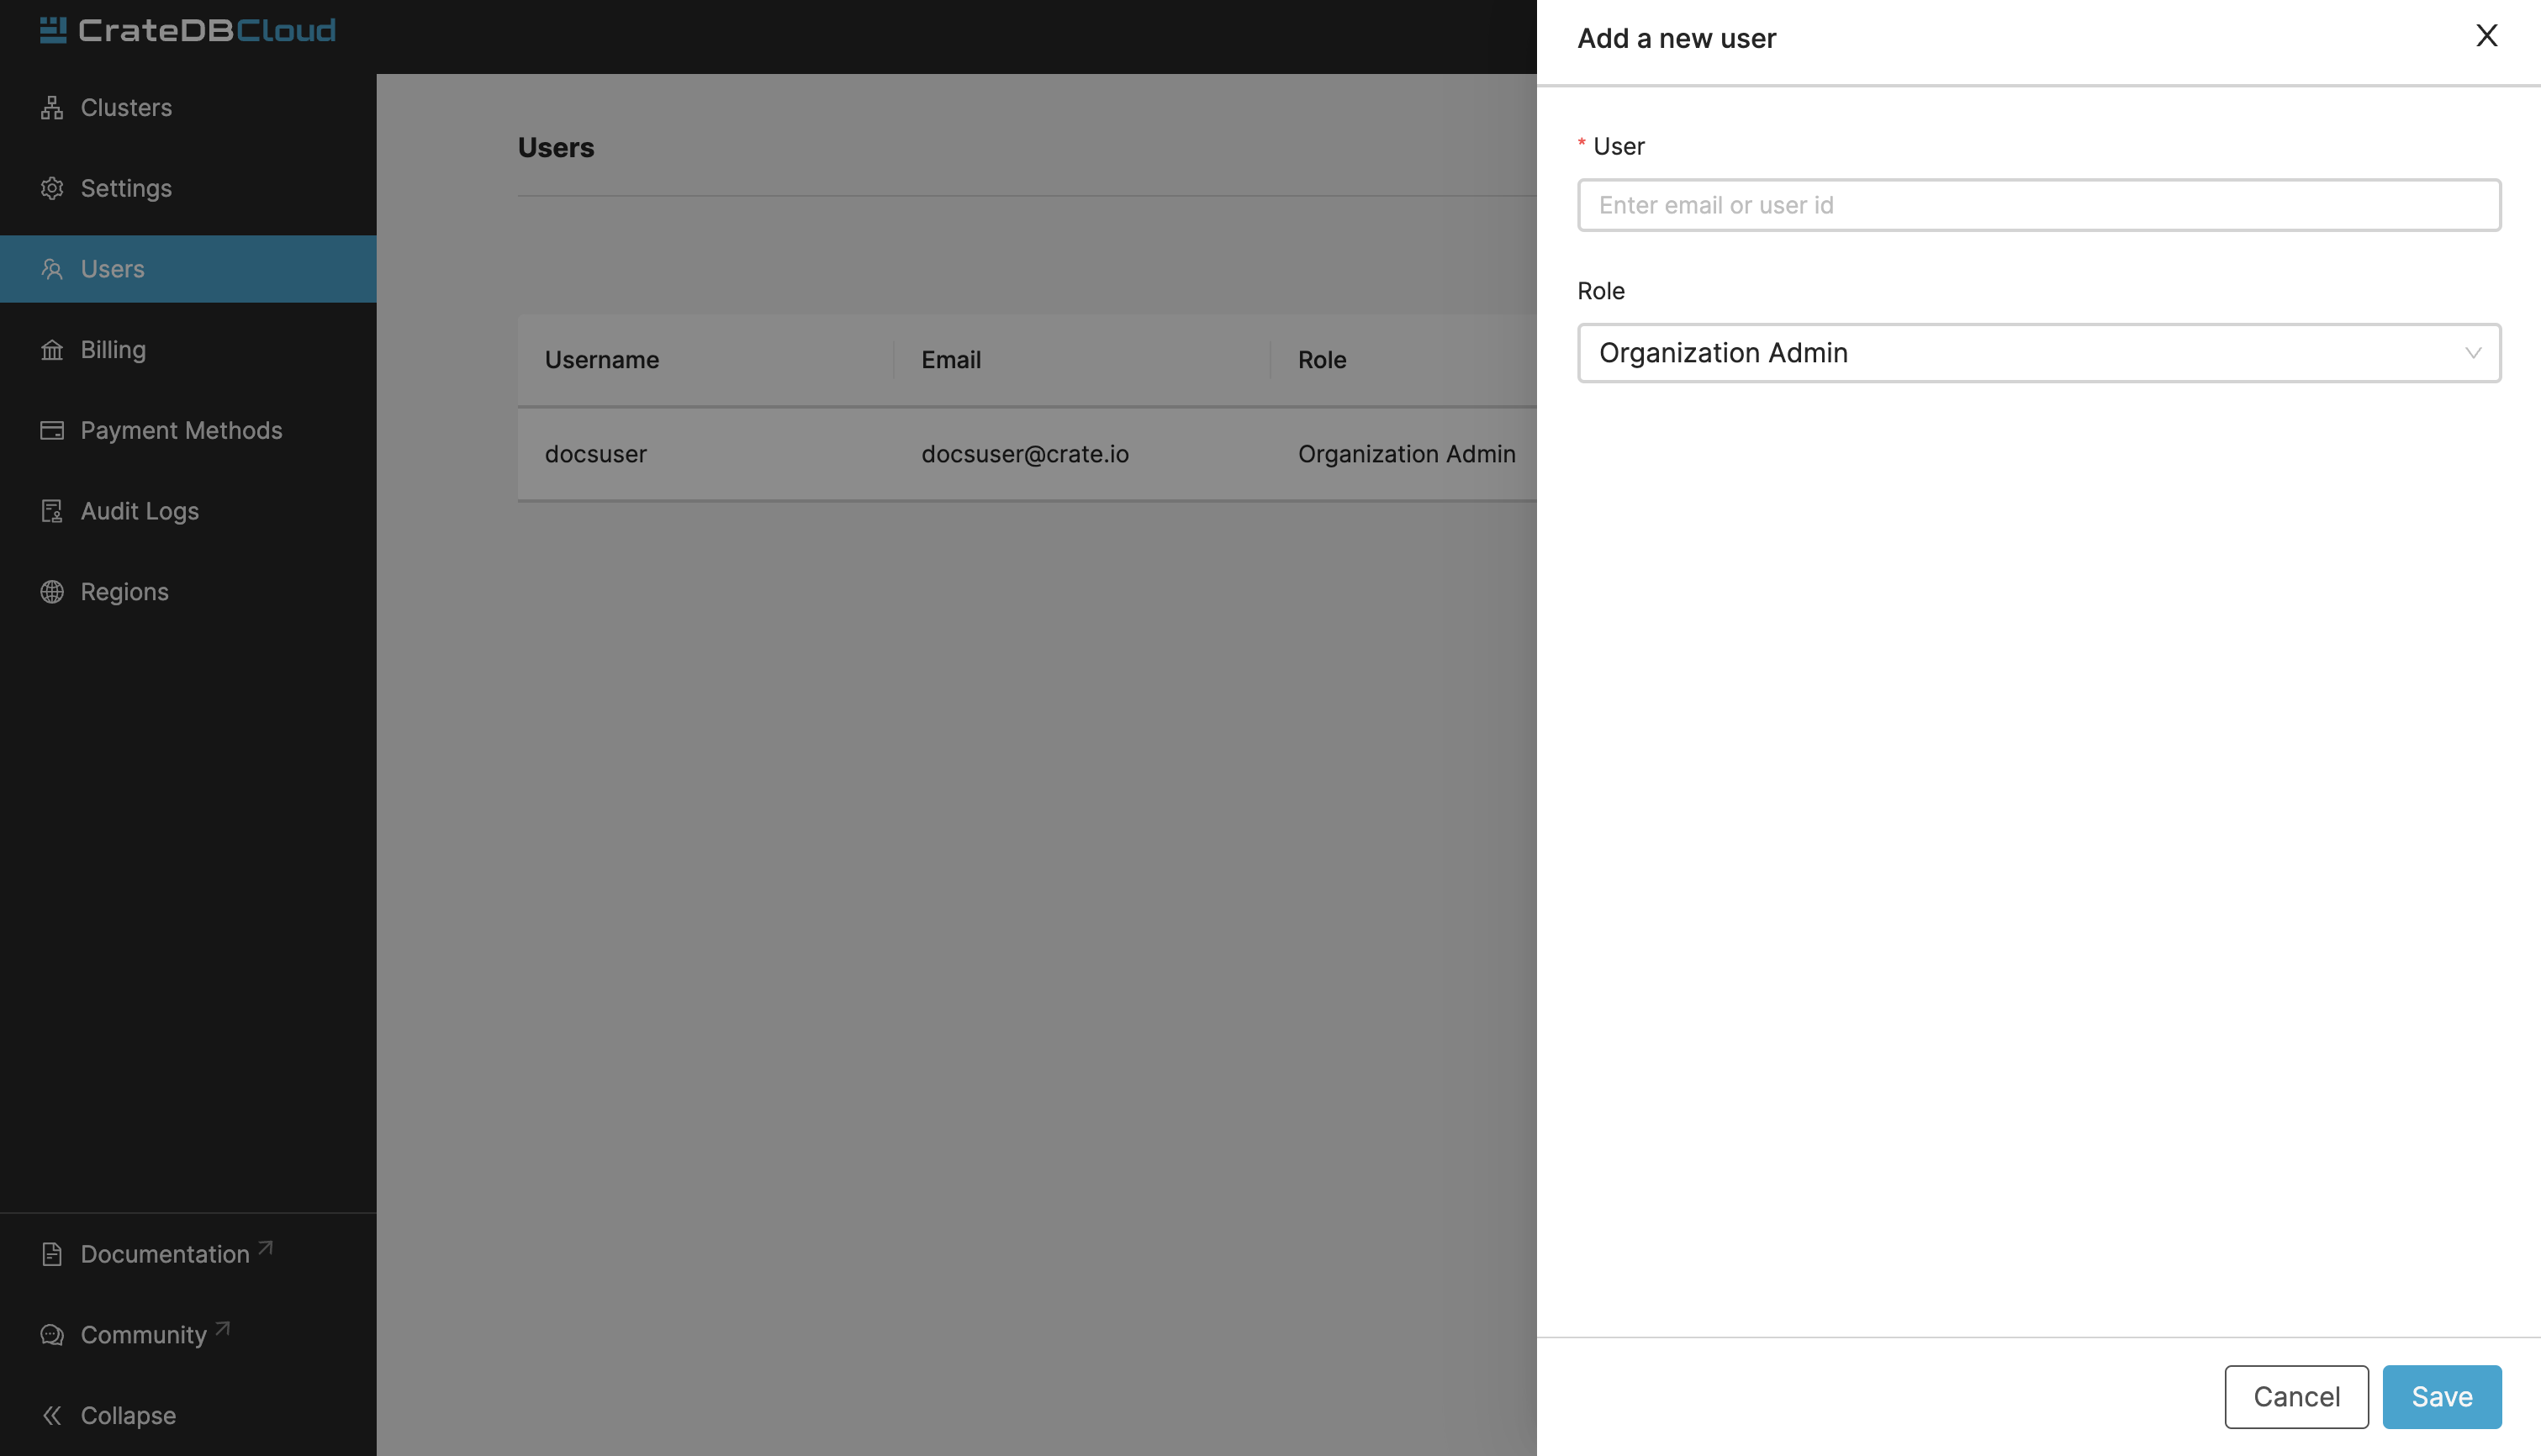 CrateDBCloud
Clusters
Settings
Users
Billing
Payment Methods
Audit Logs
Regions
Documentation
Community
Collapse
Users
Username Email Role
docsuser docsuser@crate.io Organization Admin
Add a new user
* User
Enter email or user id
Role
Organization Admin
Cancel Save